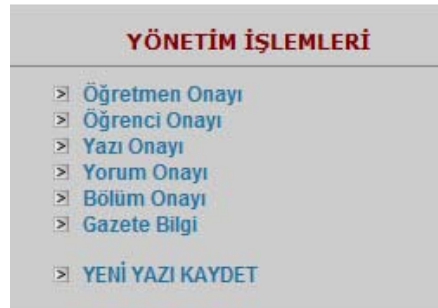 YÖNETİM İŞLEMLERİ
Öğretmen Onayı
Öğrenci Onayı
Yazı Onayı
Yorum Onayı
Bölüm Onayı
Gazete Bilgi
YENİ YAZI KAYDET